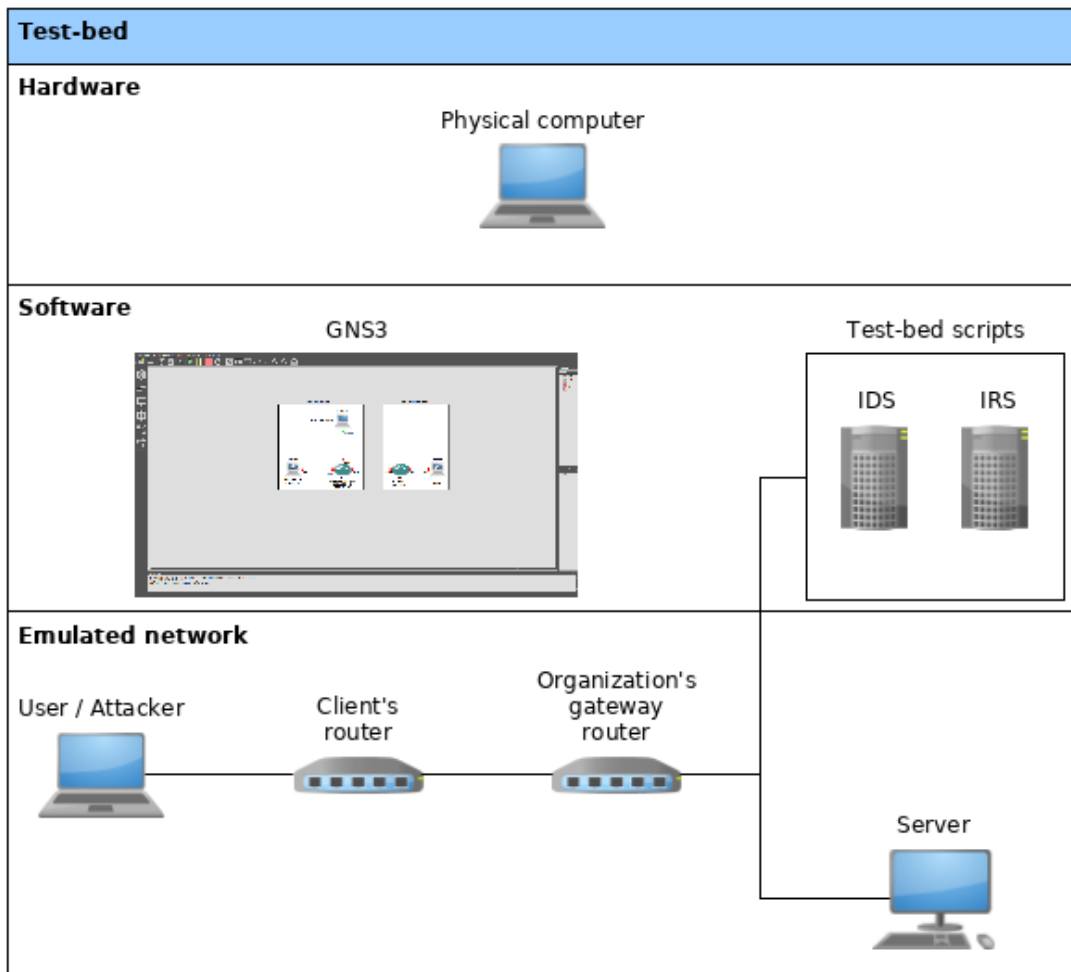 Test-bed
Hardware
Physical computer
Software
GNS3
Test-bed scripts
IDS
IRS
Emulated network
User / Attacker
Client's
router
Organization's
gateway
router
Server